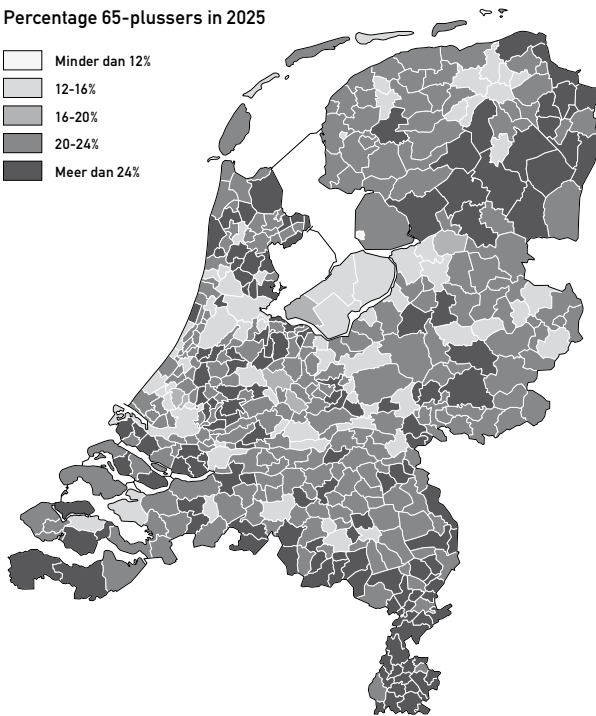 Percentage 65-plussers in 2025
Minder dan 12%
12-16%
16-20%
20-24%
Meer dan 24%